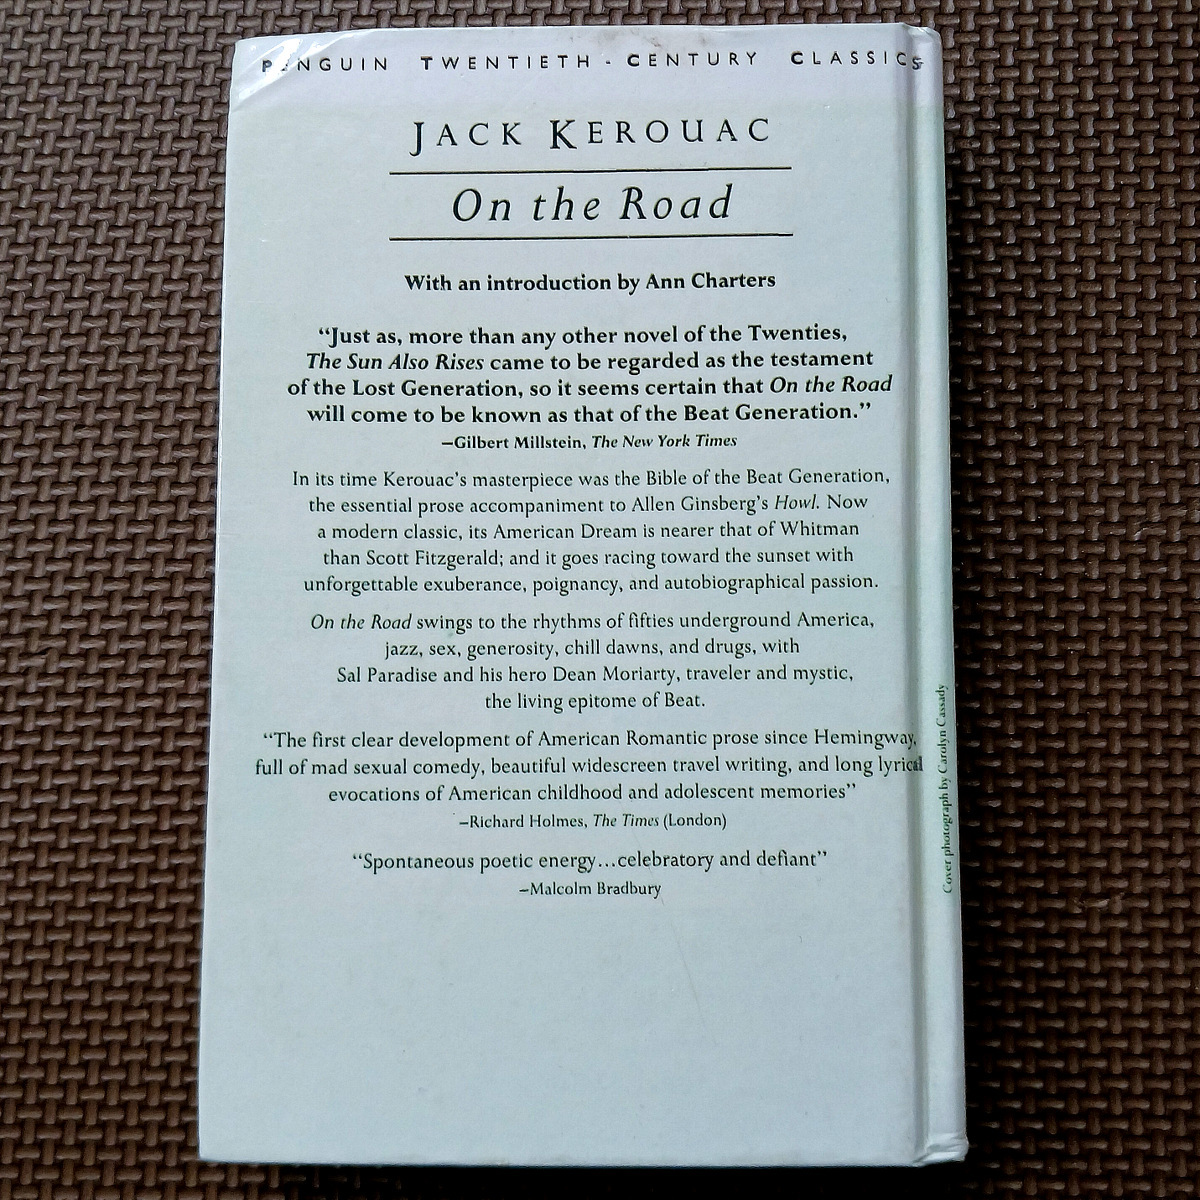 PENGUIN TWENTIETH-CENTURY CLASSICS
JACK KEROUAC
On the Road
With an introduction by Ann Charters
“Just as, more than any other novel of the Twenties,
The Sun Also Rises came to be regarded as the testament
of the Lost Generation, so it seems certain that On the Road
will come to be known as that of the Beat Generation.”
–Gilbert Millstein, The New York Times
In its time Kerouac’s masterpiece was the Bible of the Beat Generation,
the essential prose accompaniment to Allen Ginsberg’s Howl. Now
a modern classic, its American Dream is nearer that of Whitman
than Scott Fitzgerald; and it goes racing toward the sunset with
unforgettable exuberance, poignancy, and autobiographical passion.
On the Road swings to the rhythms of fifties underground America,
jazz, sex, generosity, chill dawns, and drugs, with
Sal Paradise and his hero Dean Moriarty, traveler and mystic,
the living epitome of Beat.
“The first clear development of American Romantic prose since Hemingway,
full of mad sexual comedy, beautiful widescreen travel writing, and long lyrical
evocations of American childhood and adolescent memories”
–Richard Holmes, The Times (London)
“Spontaneous poetic energy...celebratory and defiant”
–Malcolm Bradbury
Cover photograph by Carolyn Cassady